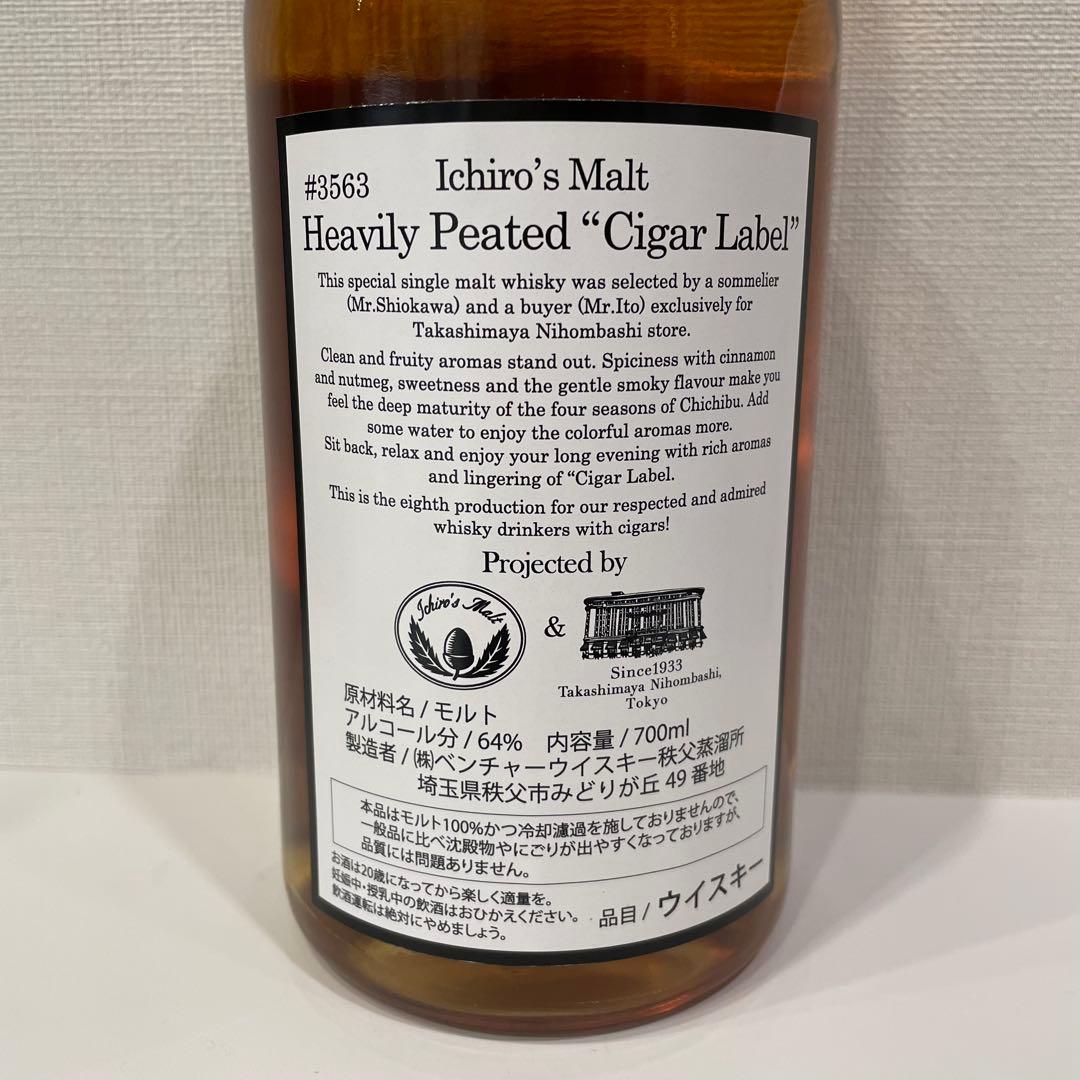 #3563
Ichiro's Malt
Heavily Peated “Cigar Label”
This special single malt whisky was selected by a sommelier
(Mr.Shiokawa) and a buyer (Mr.Ito) exclusively for
Takashimaya Nihombashi store.
Clean and fruity aromas stand out. Spiciness with cinnamon
and nutmeg, sweetness and the gentle smoky flavour make you
feel the deep maturity of the four seasons of Chichibu. Add
some water to enjoy the colorful aromas more.
Sit back, relax and enjoy your long evening with rich aromas
and lingering of “Cigar Label.
This is the eighth production for our respected and admired
whisky drinkers with cigars!
Projected by
Ichiro's Malt
&
Since1933
Takashimaya Nihombashi,
Tokyo
原材料名 / モルト
アルコール分 / 64% 内容量 / 700ml
製造者 / ㈱ベンチャーウイスキー秩父蒸溜所
埼玉県秩父市みどりが丘 49 番地
本品はモルト100%かつ冷却濾過を施しておりませんので、
一般品に比べ沈殿物やにごりが出やすくなっておりますが、
品質には問題ありません。
お酒は20歳になってから楽しく適量を。
妊娠中・授乳中の飲酒はおひかえください。
飲酒運転は絶対にやめましょう。
品目 / ウイスキー